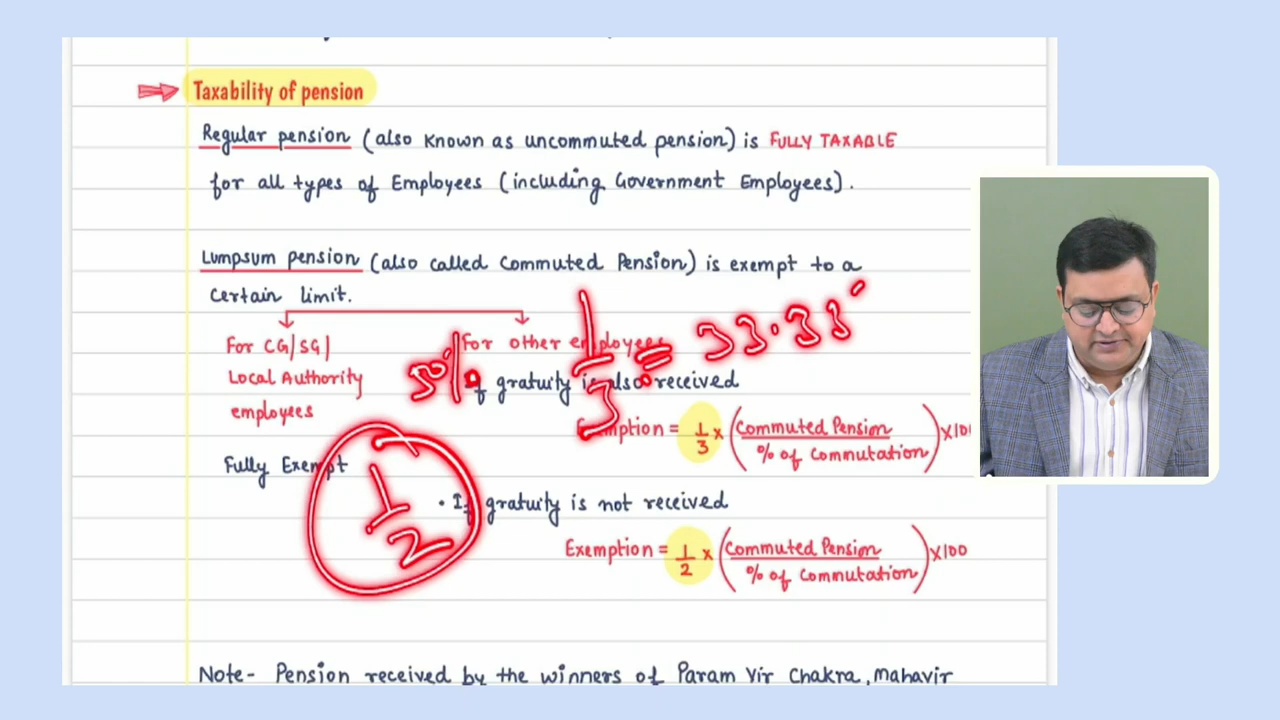 Taxability of pension
Regular pension (also known as uncommuted pension) is FULLY TAXABLE
for all types of Employees (including Government Employees).
Lumpsum pension (also called Commuted Pension) is exempt to a
certain limit.
For CG/SG/
Local Authority
employees
Fully Exempt
For other employees
• If gratuity is also received
Exemption = 1/3 × (Commuted Pension / % of Commutation) × 100
• If gratuity is not received
Exemption = 1/2 × (Commuted Pension / % of Commutation) × 100
50%
1/3 = 33.33
1/2
Note- Pension received by the winners of Param Vir Chakra, Mahavir